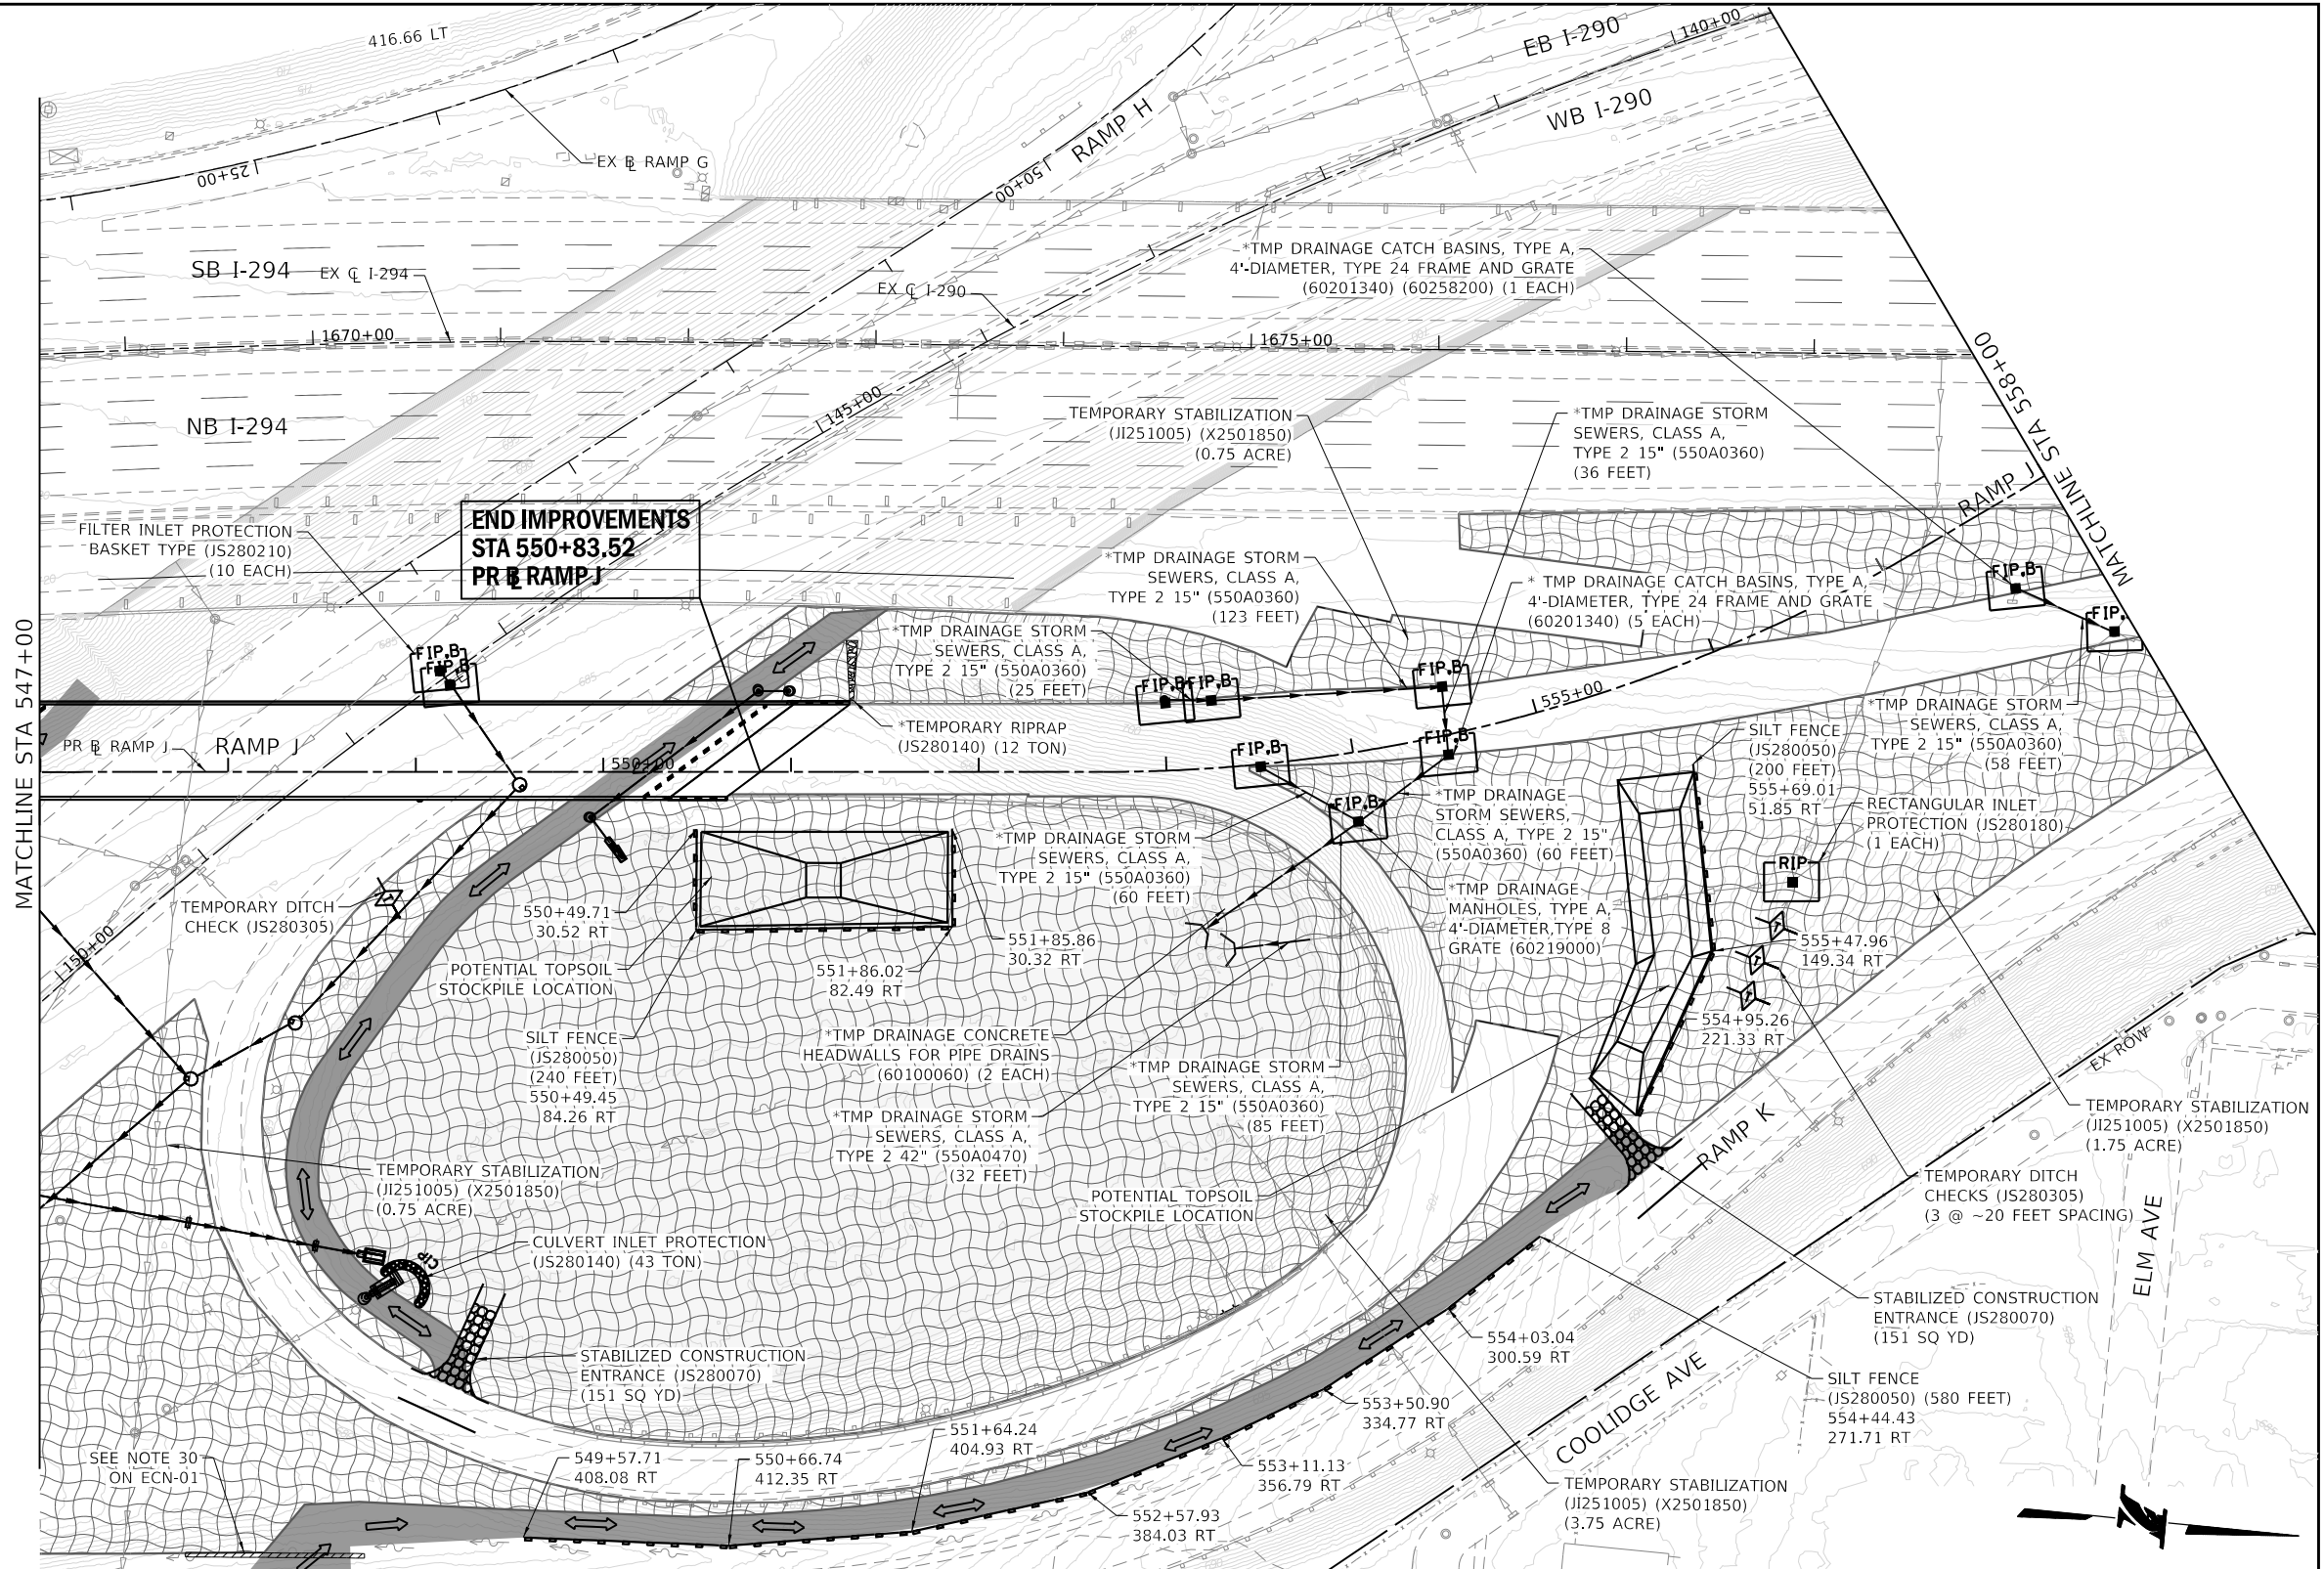 416.66 LT
EB I-290
140+00
WB I-290
RAMP H
150+00
125+00
EX BL RAMP G
SB I-294
EX CL I-294
1670+00
EX CL I-290
1675+00
*TMP DRAINAGE CATCH BASINS, TYPE A,
4'-DIAMETER, TYPE 24 FRAME AND GRATE
(60201340) (60258200) (1 EACH)
MATCHLINE STA 558+00
NB I-294
145+00
TEMPORARY STABILIZATION
(JI251005) (X2501850)
(0.75 ACRE)
*TMP DRAINAGE STORM
SEWERS, CLASS A,
TYPE 2 15" (550A0360)
(36 FEET)
RAMP J
FILTER INLET PROTECTION
BASKET TYPE (JS280210)
(10 EACH)
END IMPROVEMENTS
STA 550+83.52
PR BL RAMP J
*TMP DRAINAGE STORM
SEWERS, CLASS A,
TYPE 2 15" (550A0360)
(123 FEET)
* TMP DRAINAGE CATCH BASINS, TYPE A,
4'-DIAMETER, TYPE 24 FRAME AND GRATE
(60201340) (5 EACH)
FIP.B
FIP.
*TMP DRAINAGE STORM
SEWERS, CLASS A,
TYPE 2 15" (550A0360)
(25 FEET)
FIP.B
FIP.B
FIP.B
FIP.B
FIP.B
555+00
MATCHLINE STA 547+00
PR BL RAMP J
RAMP J
550+00
*TEMPORARY RIPRAP
(JS280140) (12 TON)
FIP.B
FIP.B
FIP.B
SILT FENCE
(JS280050)
(200 FEET)
555+69.01
51.85 RT
*TMP DRAINAGE STORM
SEWERS, CLASS A,
TYPE 2 15" (550A0360)
(58 FEET)
RECTANGULAR INLET
PROTECTION (JS280180)
(1 EACH)
RIP
*TMP DRAINAGE STORM
SEWERS, CLASS A,
TYPE 2 15" (550A0360)
(60 FEET)
*TMP DRAINAGE
STORM SEWERS,
CLASS A, TYPE 2 15"
(550A0360) (60 FEET)
*TMP DRAINAGE
MANHOLES, TYPE A,
4'-DIAMETER,TYPE 8
GRATE (60219000)
TEMPORARY DITCH
CHECK (JS280305)
150+00
550+49.71
30.52 RT
POTENTIAL TOPSOIL
STOCKPILE LOCATION
551+86.02
82.49 RT
551+85.86
30.32 RT
555+47.96
149.34 RT
554+95.26
221.33 RT
SILT FENCE
(JS280050)
(240 FEET)
550+49.45
84.26 RT
*TMP DRAINAGE CONCRETE
HEADWALLS FOR PIPE DRAINS
(60100060) (2 EACH)
*TMP DRAINAGE STORM
SEWERS, CLASS A,
TYPE 2 42" (550A0470)
(32 FEET)
*TMP DRAINAGE STORM
SEWERS, CLASS A,
TYPE 2 15" (550A0360)
(85 FEET)
EX ROW
RAMP K
TEMPORARY STABILIZATION
(JI251005) (X2501850)
(1.75 ACRE)
TEMPORARY STABILIZATION
(JI251005) (X2501850)
(0.75 ACRE)
POTENTIAL TOPSOIL
STOCKPILE LOCATION
TEMPORARY DITCH
CHECKS (JS280305)
(3 @ ~20 FEET SPACING)
ELM AVE
CIP
CULVERT INLET PROTECTION
(JS280140) (43 TON)
STABILIZED CONSTRUCTION
ENTRANCE (JS280070)
(151 SQ YD)
STABILIZED CONSTRUCTION
ENTRANCE (JS280070)
(151 SQ YD)
554+03.04
300.59 RT
COOLIDGE AVE
SILT FENCE
(JS280050) (580 FEET)
554+44.43
271.71 RT
553+50.90
334.77 RT
SEE NOTE 30
ON ECN-01
549+57.71
408.08 RT
550+66.74
412.35 RT
551+64.24
404.93 RT
553+11.13
356.79 RT
552+57.93
384.03 RT
TEMPORARY STABILIZATION
(JI251005) (X2501850)
(3.75 ACRE)
N